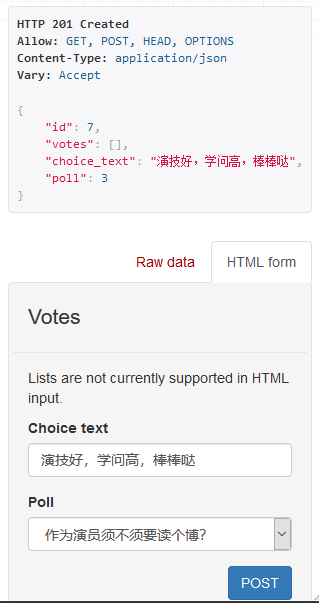 HTTP 201 Created
Allow: GET, POST, HEAD, OPTIONS
Content-Type: application/json
Vary: Accept
{
"id": 7,
"votes": [],
"choice_text": "演技好，学问高，棒棒哒",
"poll": 3
}
Raw data
HTML form
Votes
Lists are not currently supported in HTML
input.
Choice text
演技好，学问高，棒棒哒
Poll
作为演员须不须要读个博？
POST